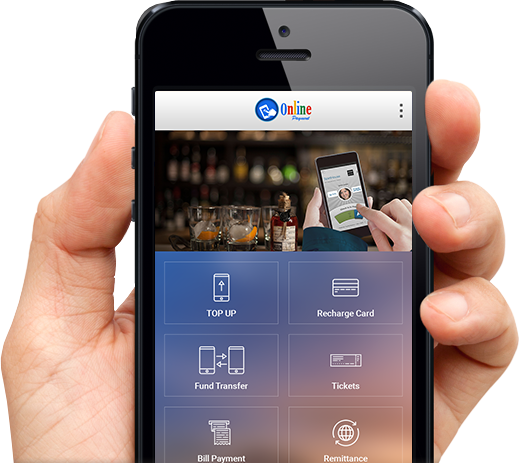 Online
Payment
TOP UP
Recharge Card
Fund Transfer
Tickets
Bill Payment
Remittance